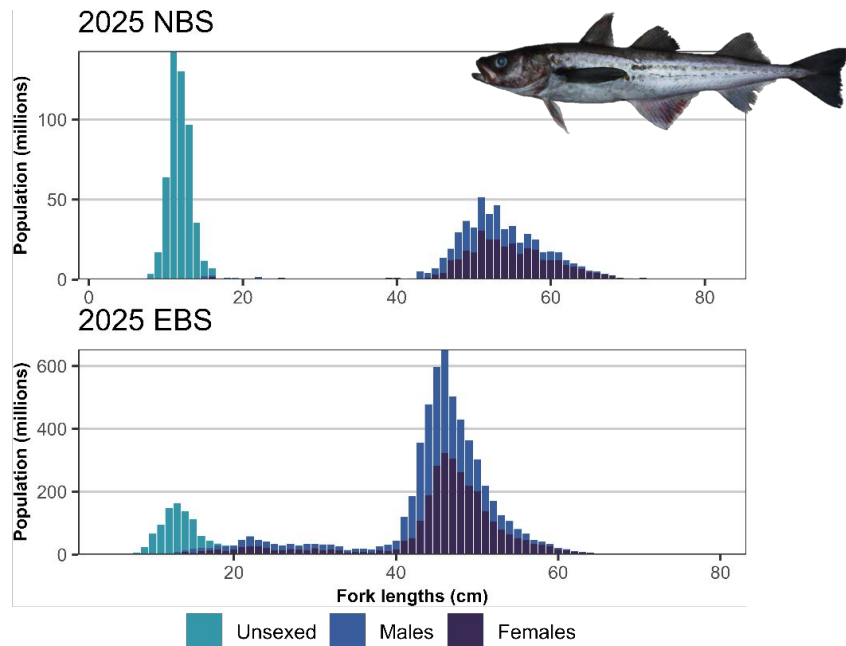 2025 NBS
Population (millions)
100
50
0
0 20 40 60 80
2025 EBS
Population (millions)
600
400
200
0
20 40 60 80
Fork lengths (cm)
Unsexed Males Females